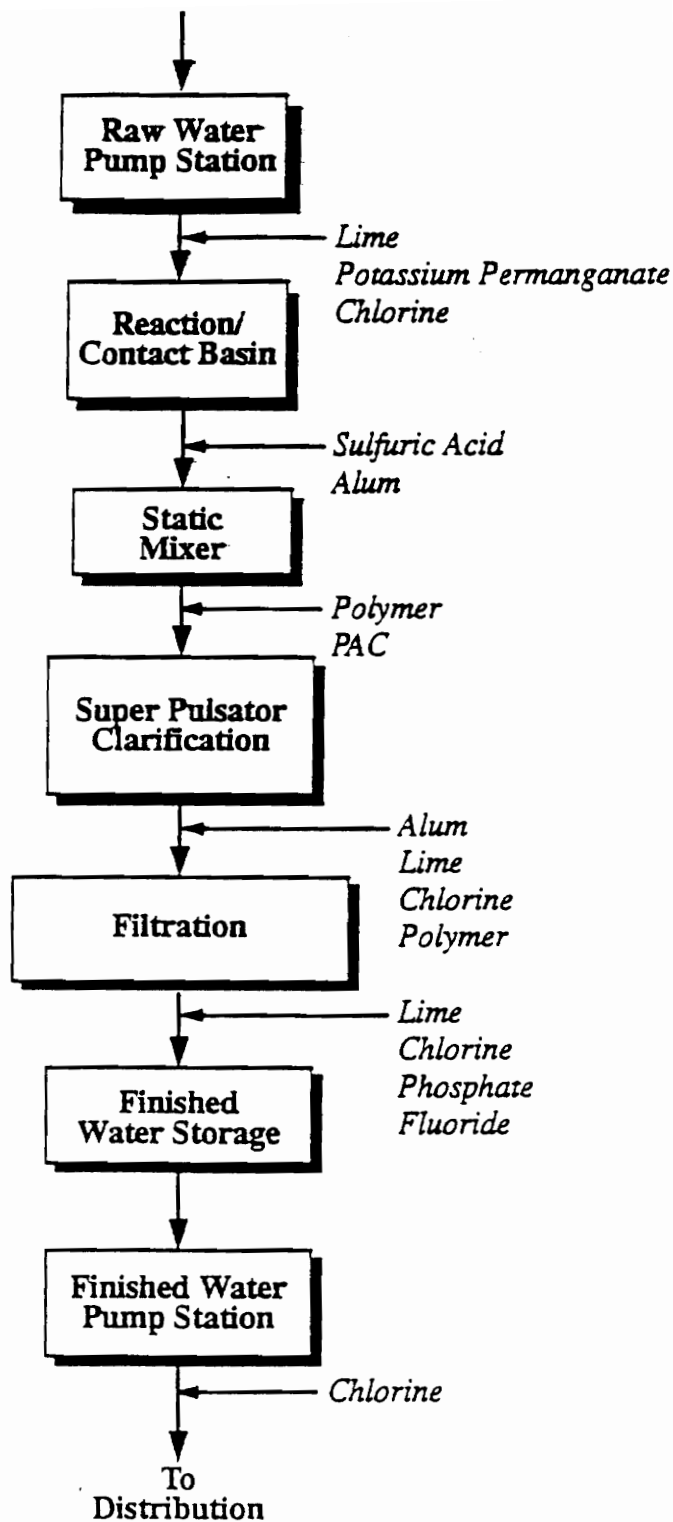 Raw Water
Pump Station
Lime
Potassium Permanganate
Chlorine
Reaction/
Contact Basin
Sulfuric Acid
Alum
Static
Mixer
Polymer
PAC
Super Pulsator
Clarification
Alum
Lime
Chlorine
Polymer
Filtration
Lime
Chlorine
Phosphate
Fluoride
Finished
Water Storage
Finished Water
Pump Station
Chlorine
To
Distribution